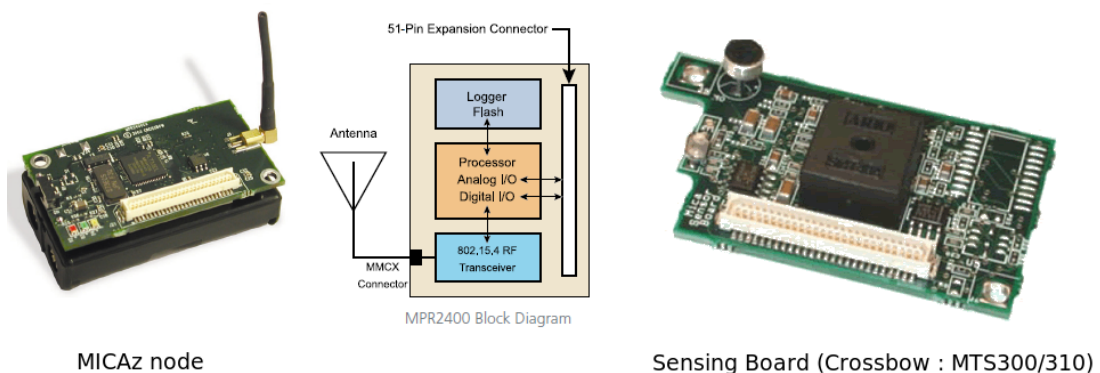 51-Pin Expansion Connector
Logger
Flash
Antenna
Processor
Analog I/O
Digital I/O
802,15,4 RF
Transceiver
MMCX
Connector
MPR2400 Block Diagram
MICAz node
Sensing Board (Crossbow : MTS300/310)